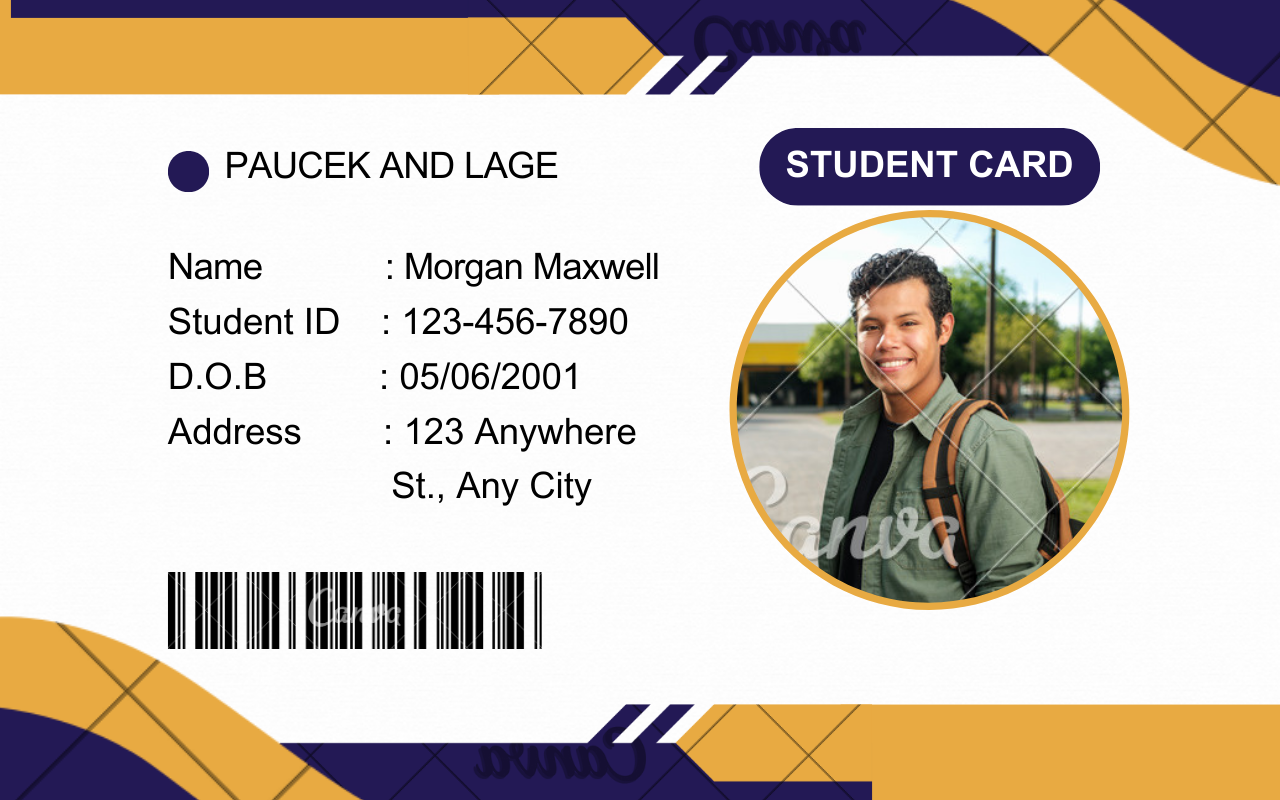 Canva
PAUCEK AND LAGE
STUDENT CARD
Name : Morgan Maxwell
Student ID : 123-456-7890
D.O.B : 05/06/2001
Address : 123 Anywhere
St., Any City
Canva
Canva
Canva